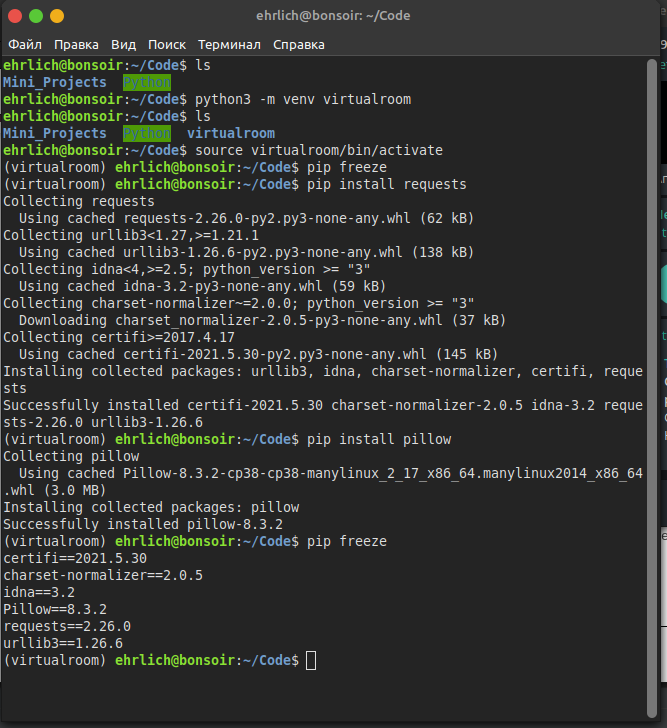 ehrlich@bonsoir: ~/Code
Файл Правка Вид Поиск Терминал Справка
ehrlich@bonsoir:~/Code$ ls
Mini_Projects Python
ehrlich@bonsoir:~/Code$ python3 -m venv virtualroom
ehrlich@bonsoir:~/Code$ ls
Mini_Projects Python virtualroom
ehrlich@bonsoir:~/Code$ source virtualroom/bin/activate
(virtualroom) ehrlich@bonsoir:~/Code$ pip freeze
(virtualroom) ehrlich@bonsoir:~/Code$ pip install requests
Collecting requests
  Using cached requests-2.26.0-py2.py3-none-any.whl (62 kB)
Collecting urllib3<1.27,>=1.21.1
  Using cached urllib3-1.26.6-py2.py3-none-any.whl (138 kB)
Collecting idna<4,>=2.5; python_version >= "3"
  Using cached idna-3.2-py3-none-any.whl (59 kB)
Collecting charset-normalizer~=2.0.0; python_version >= "3"
  Downloading charset_normalizer-2.0.5-py3-none-any.whl (37 kB)
Collecting certifi>=2017.4.17
  Using cached certifi-2021.5.30-py2.py3-none-any.whl (145 kB)
Installing collected packages: urllib3, idna, charset-normalizer, certifi, reque
sts
Successfully installed certifi-2021.5.30 charset-normalizer-2.0.5 idna-3.2 reque
sts-2.26.0 urllib3-1.26.6
(virtualroom) ehrlich@bonsoir:~/Code$ pip install pillow
Collecting pillow
  Using cached Pillow-8.3.2-cp38-cp38-manylinux_2_17_x86_64.manylinux2014_x86_64
.whl (3.0 MB)
Installing collected packages: pillow
Successfully installed pillow-8.3.2
(virtualroom) ehrlich@bonsoir:~/Code$ pip freeze
certifi==2021.5.30
charset-normalizer==2.0.5
idna==3.2
Pillow==8.3.2
requests==2.26.0
urllib3==1.26.6
(virtualroom) ehrlich@bonsoir:~/Code$